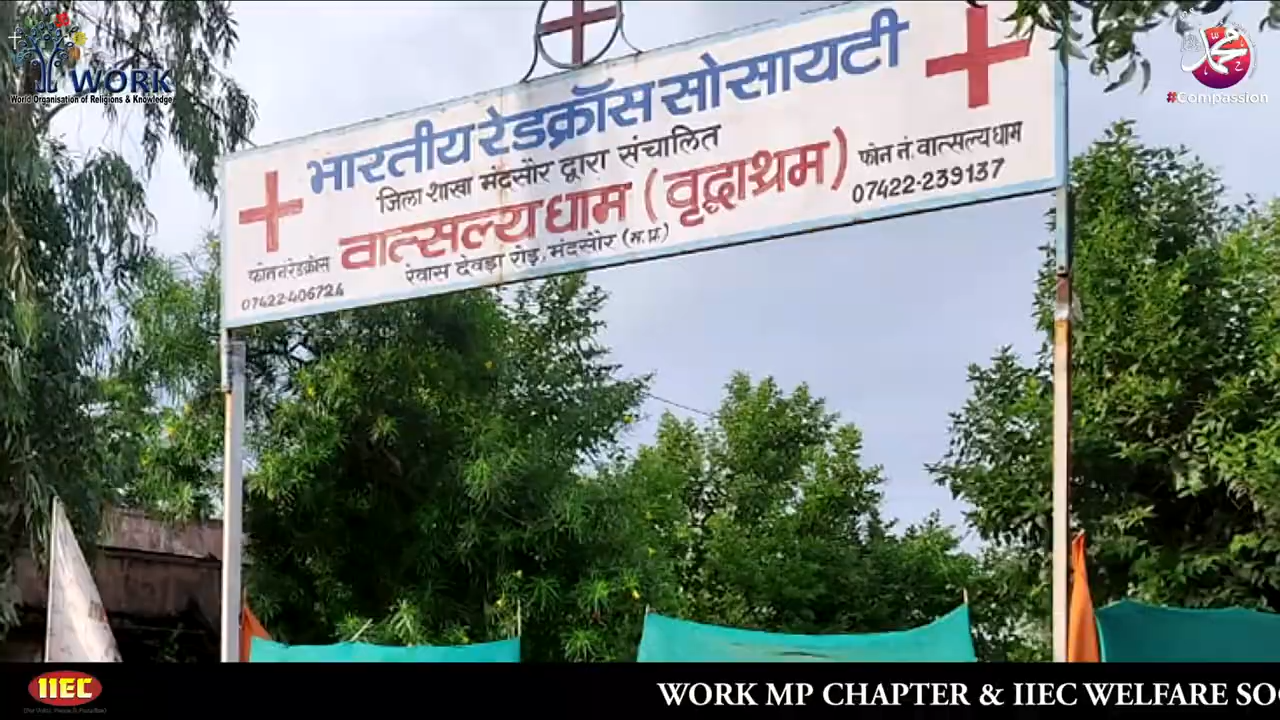 WORK
World Organisation of Religions & Knowledge
#Compassion
भारतीय रेडक्रॉस सोसायटी
जिला शाखा मंदसौर द्वारा संचालित
वात्सल्य धाम (वृद्धाश्रम)
रेवास देवड़ा रोड़, मंदसौर (म.प्र.)
फोन नं. रेडक्रॉस
07422-406724
फोन नं. वात्सल्य धाम
07422-239137
IIEC
WORK MP CHAPTER & IIEC WELFARE SO